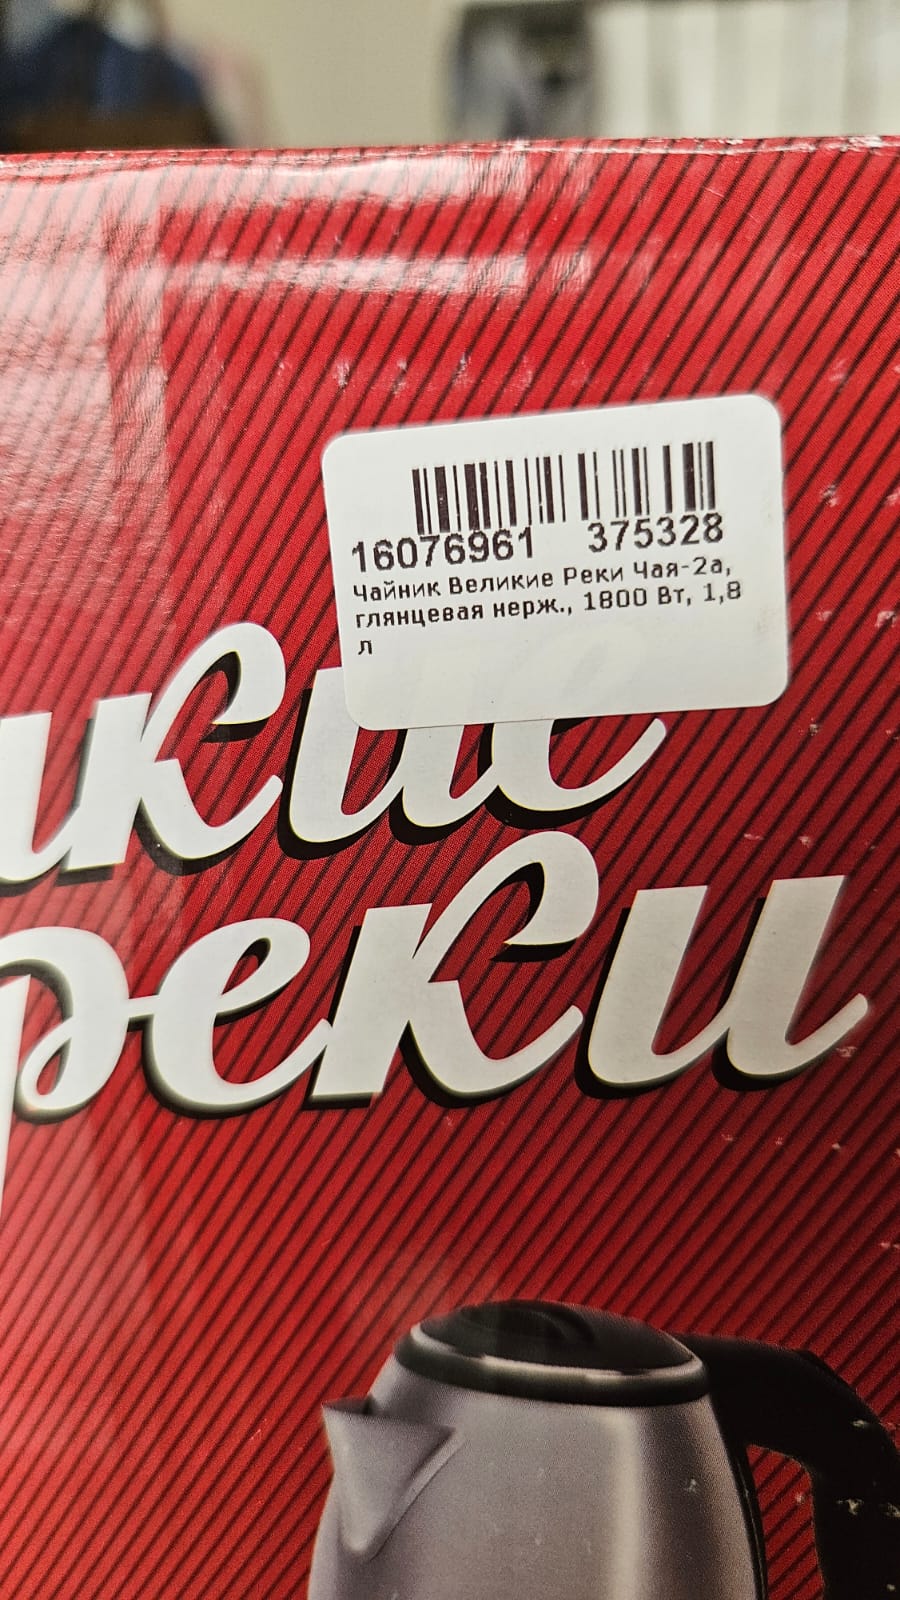 16076961 375328
Чайник Великие Реки Чая-2а,
глянцевая нерж., 1800 Вт, 1,8
л
икие
реки